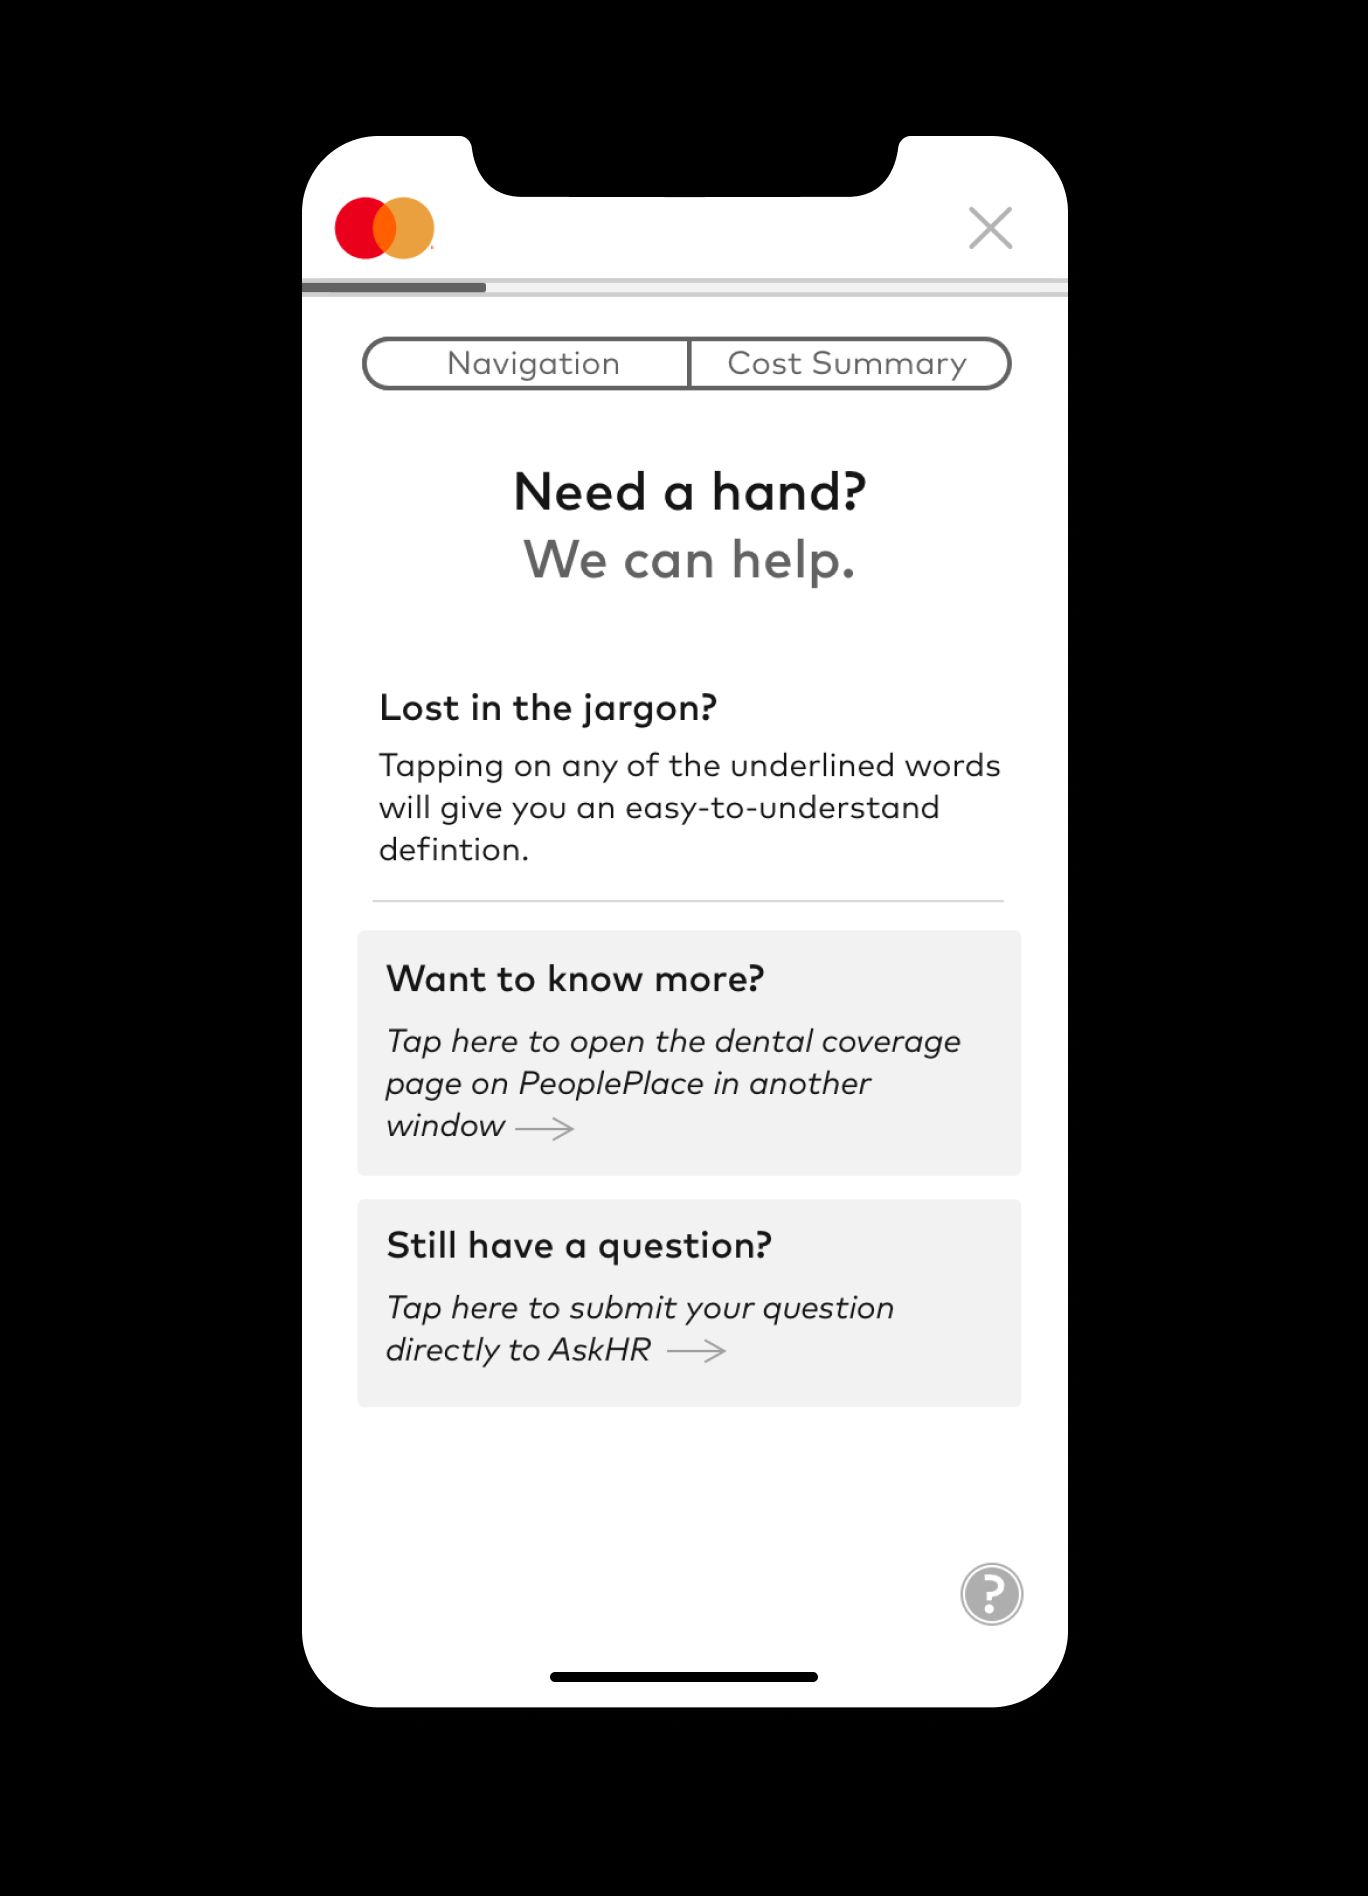 Navigation
Cost Summary
Need a hand?
We can help.
Lost in the jargon?
Tapping on any of the underlined words
will give you an easy-to-understand
defintion.
Want to know more?
Tap here to open the dental coverage
page on PeoplePlace in another
window
Still have a question?
Tap here to submit your question
directly to AskHR
?